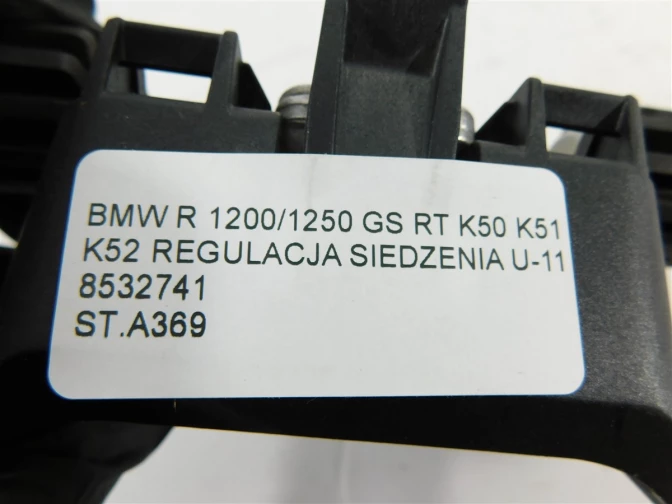 BMW R 1200/1250 GS RT K50 K51
K52 REGULACJA SIEDZENIA U-11
8532741
ST.A369